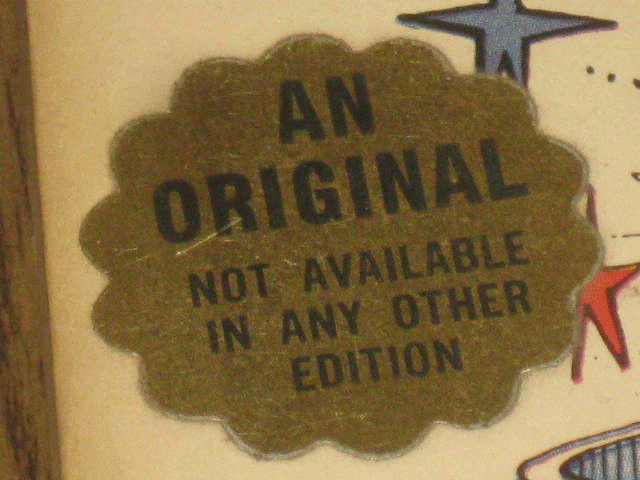 AN
ORIGINAL
NOT AVAILABLE
IN ANY OTHER
EDITION